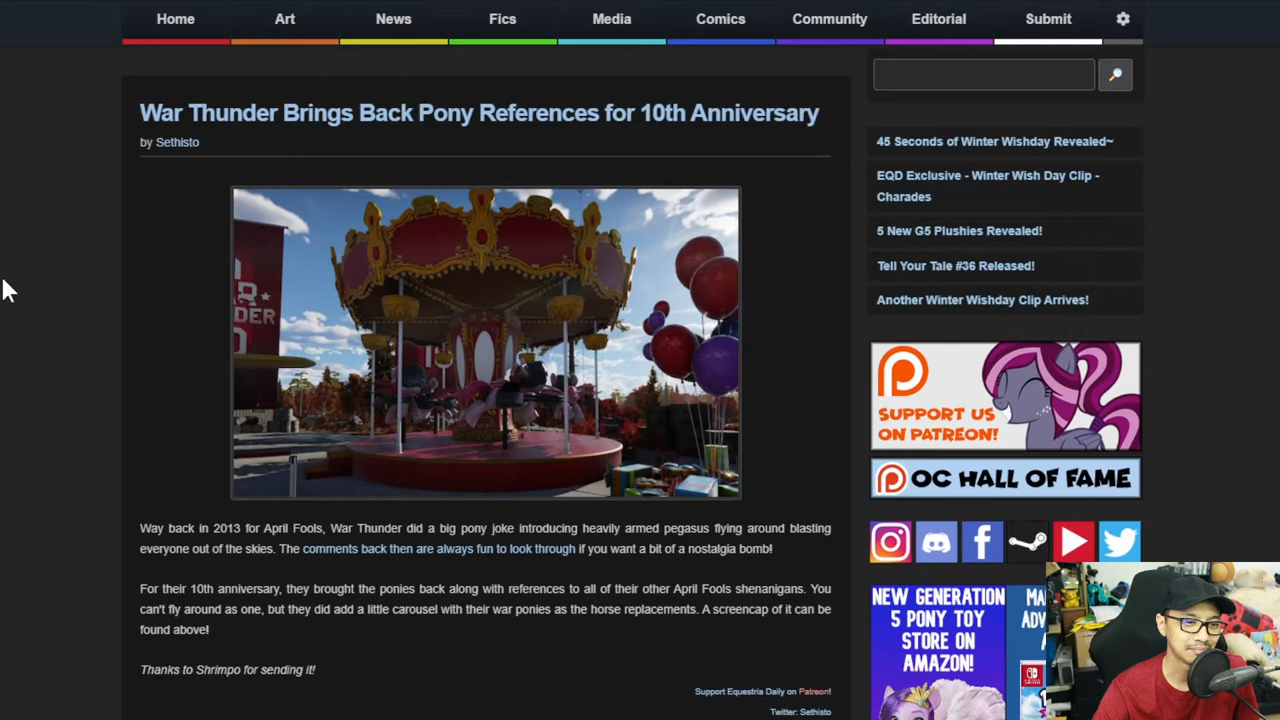 Home Art News Fics Media Comics Community Editorial Submit
War Thunder Brings Back Pony References for 10th Anniversary
by Sethisto
Way back in 2013 for April Fools, War Thunder did a big pony joke introducing heavily armed pegasus flying around blasting
everyone out of the skies. The comments back then are always fun to look through if you want a bit of a nostalgia bomb!
For their 10th anniversary, they brought the ponies back along with references to all of their other April Fools shenanigans. You
can't fly around as one, but they did add a little carousel with their war ponies as the horse replacements. A screencap of it can be
found above!
Thanks to Shrimpo for sending it!
Support Equestria Daily on Patreon!
Twitter: Sethisto
45 Seconds of Winter Wishday Revealed~
EQD Exclusive - Winter Wish Day Clip -
Charades
5 New G5 Plushies Revealed!
Tell Your Tale #36 Released!
Another Winter Wishday Clip Arrives!
SUPPORT US
ON PATREON!
OC HALL OF FAME
NEW GENERATION
5 PONY TOY
STORE ON
AMAZON!